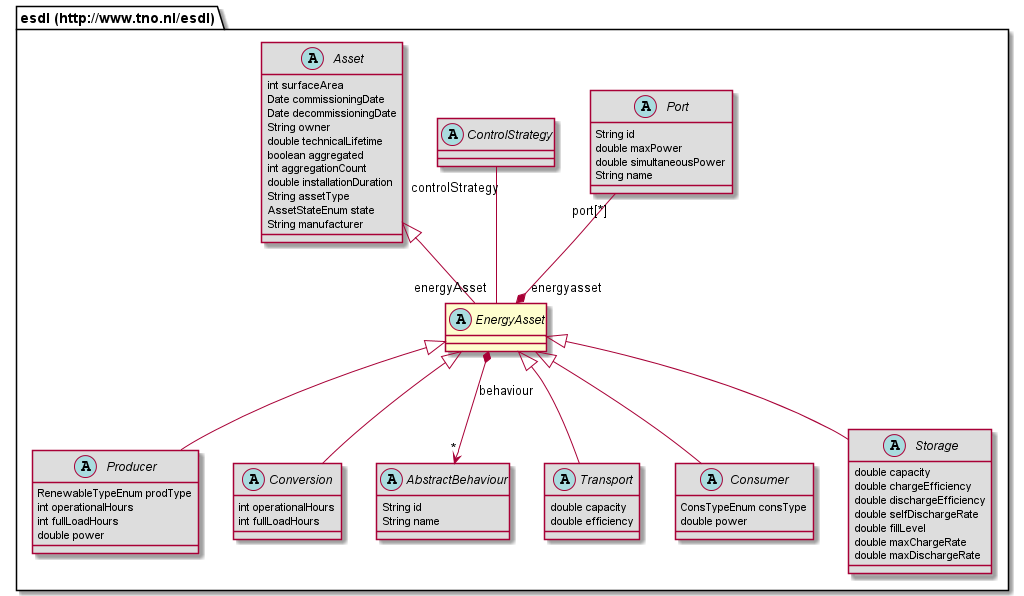 esdl (http://www.tno.nl/esdl)
A Asset
int surfaceArea
Date commissioningDate
Date decommissioningDate
String owner
double technicalLifetime
boolean aggregated
int aggregationCount
double installationDuration
String assetType
AssetStateEnum state
String manufacturer
A ControlStrategy
A Port
String id
double maxPower
double simultaneousPower
String name
controlStrategy
port[*]
energyAsset
energyasset
A EnergyAsset
behaviour
*
A Producer
RenewableTypeEnum prodType
int operationalHours
int fullLoadHours
double power
A Conversion
int operationalHours
int fullLoadHours
A AbstractBehaviour
String id
String name
A Transport
double capacity
double efficiency
A Consumer
ConsTypeEnum consType
double power
A Storage
double capacity
double chargeEfficiency
double dischargeEfficiency
double selfDischargeRate
double fillLevel
double maxChargeRate
double maxDischargeRate